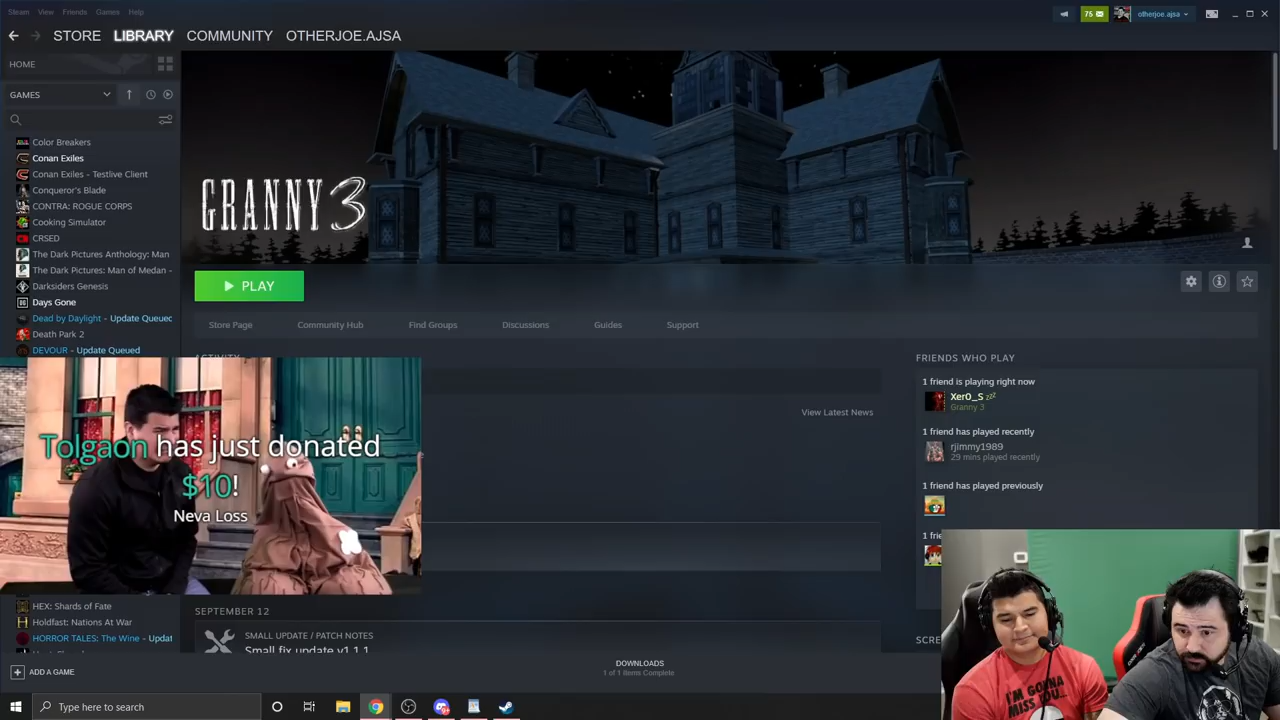 Steam View Friends Games Help
75
otherjoe.ajsa
STORE LIBRARY COMMUNITY OTHERJOE.AJSA
HOME
GAMES
Color Breakers
Conan Exiles
Conan Exiles - Testlive Client
Conqueror's Blade
CONTRA: ROGUE CORPS
Cooking Simulator
CRSED
The Dark Pictures Anthology: Man
The Dark Pictures: Man of Medan -
Darksiders Genesis
Days Gone
Dead by Daylight - Update Queued
Death Park 2
DEVOUR - Update Queued
HEX: Shards of Fate
Holdfast: Nations At War
HORROR TALES: The Wine - Updat
ADD A GAME
GRANNY 3
PLAY
Store Page Community Hub Find Groups Discussions Guides Support
ACTIVITY
View Latest News
SEPTEMBER 12
SMALL UPDATE / PATCH NOTES
Small fix update v1.1.1
FRIENDS WHO PLAY
1 friend is playing right now
Xer0_S zzz
Granny 3
1 friend has played recently
rjimmy1989
29 mins played recently
1 friend has played previously
1 frie
SCRE
Tolgaon has just donated
$10!
Neva Loss
DOWNLOADS
1 of 1 Items Complete
Type here to search
I'M GONNA
MISS YOU...